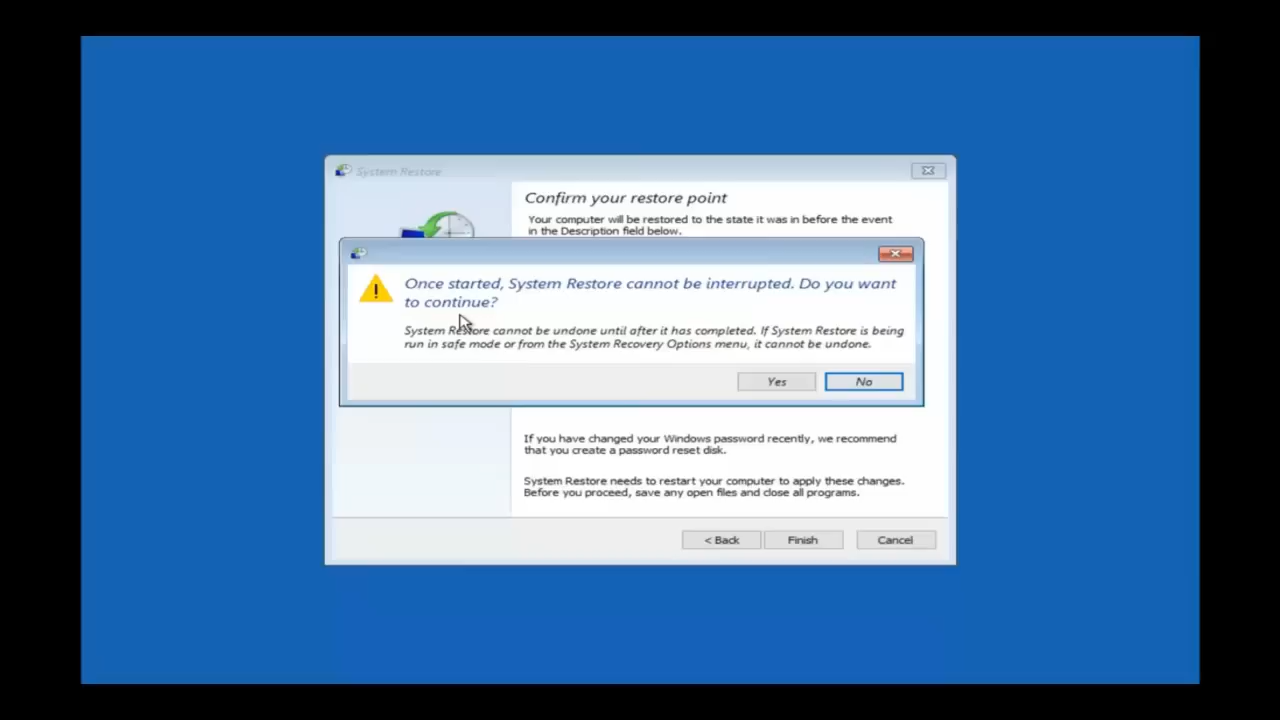 System Restore
Confirm your restore point
Your computer will be restored to the state it was in before the event
in the Description field below.
Once started, System Restore cannot be interrupted. Do you want
to continue?
System Restore cannot be undone until after it has completed. If System Restore is being
run in safe mode or from the System Recovery Options menu, it cannot be undone.
Yes
No
If you have changed your Windows password recently, we recommend
that you create a password reset disk.
System Restore needs to restart your computer to apply these changes.
Before you proceed, save any open files and close all programs.
< Back
Finish
Cancel